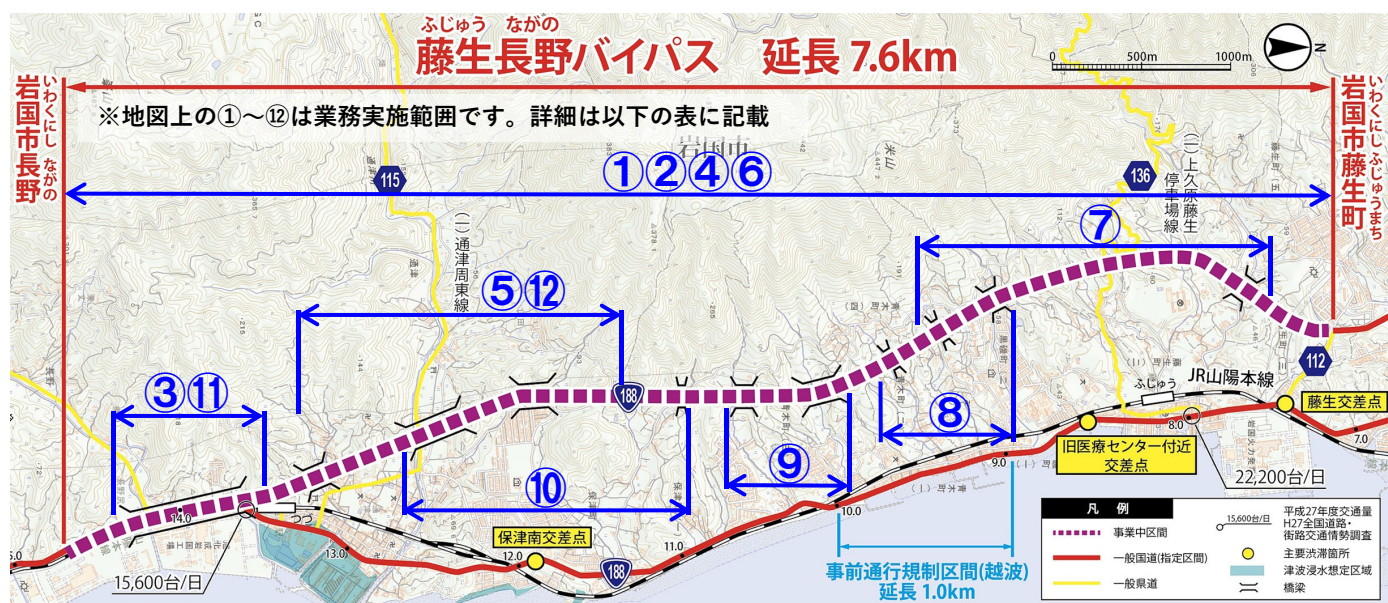 ふじゅう ながの
藤生長野バイパス 延長 7.6km
0 500m 1000m
N
いわくにし ながの
岩国市長野
いわくにし ふじゅうまち
岩国市藤生町
※地図上の①～⑫は業務実施範囲です。詳細は以下の表に記載
岩国市
米山
①②④⑥
115
136
(一)上久原藤生
停車場線
(一)通津周東線
通津
⑦
⑤⑫
③⑪
188
112
JR山陽本線
ふじゅう
藤生交差点
⑧
⑨
⑩
8.0
7.0
旧医療センター付近
交差点
22,200台/日
9.0
10.0
11.0
12.0
13.0
14.0
つづ
保津南交差点
188
15,600台/日
事前通行規制区間(越波)
延長 1.0km
凡 例
事業中区間
一般国道(指定区間)
一般県道
15,600台/日
平成27年度交通量
H27全国道路・
街路交通情勢調査
主要渋滞箇所
津波浸水想定区域
橋梁